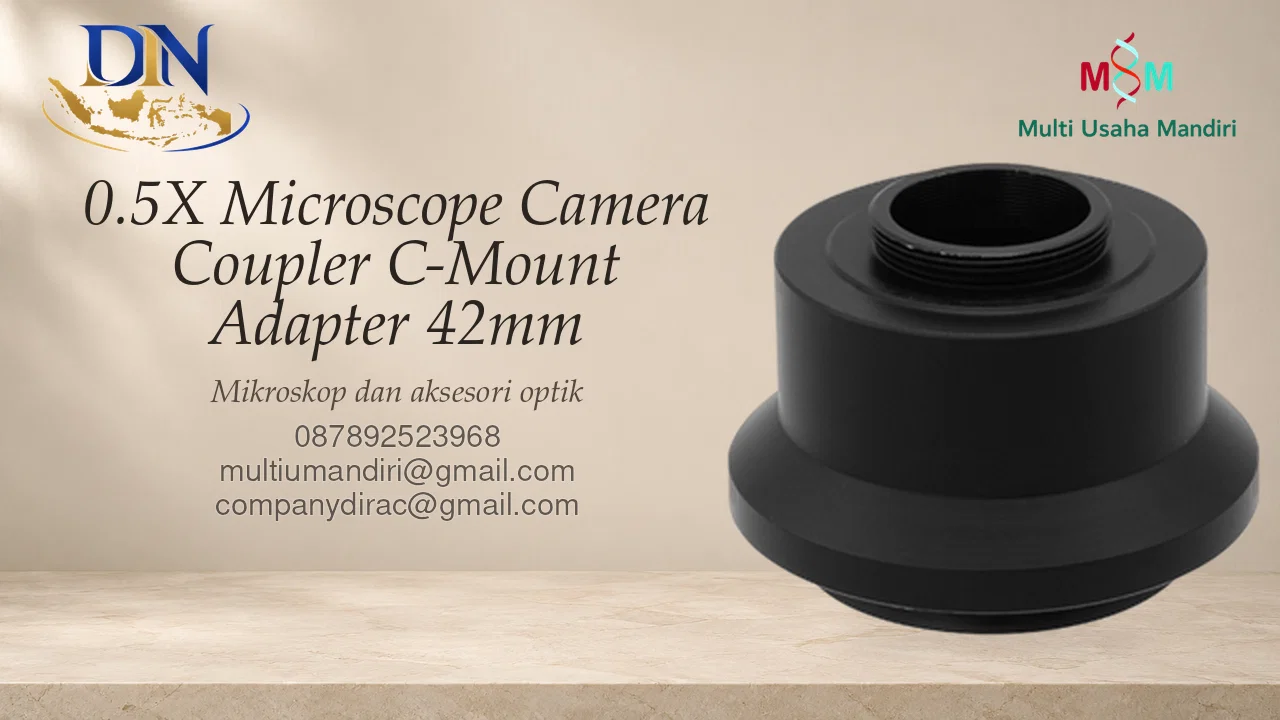 DN
M M
Multi Usaha Mandiri
0.5X Microscope Camera
Coupler C-Mount
Adapter 42mm
Mikroskop dan aksesori optik
087892523968
multiumandiri@gmail.com
companydirac@gmail.com